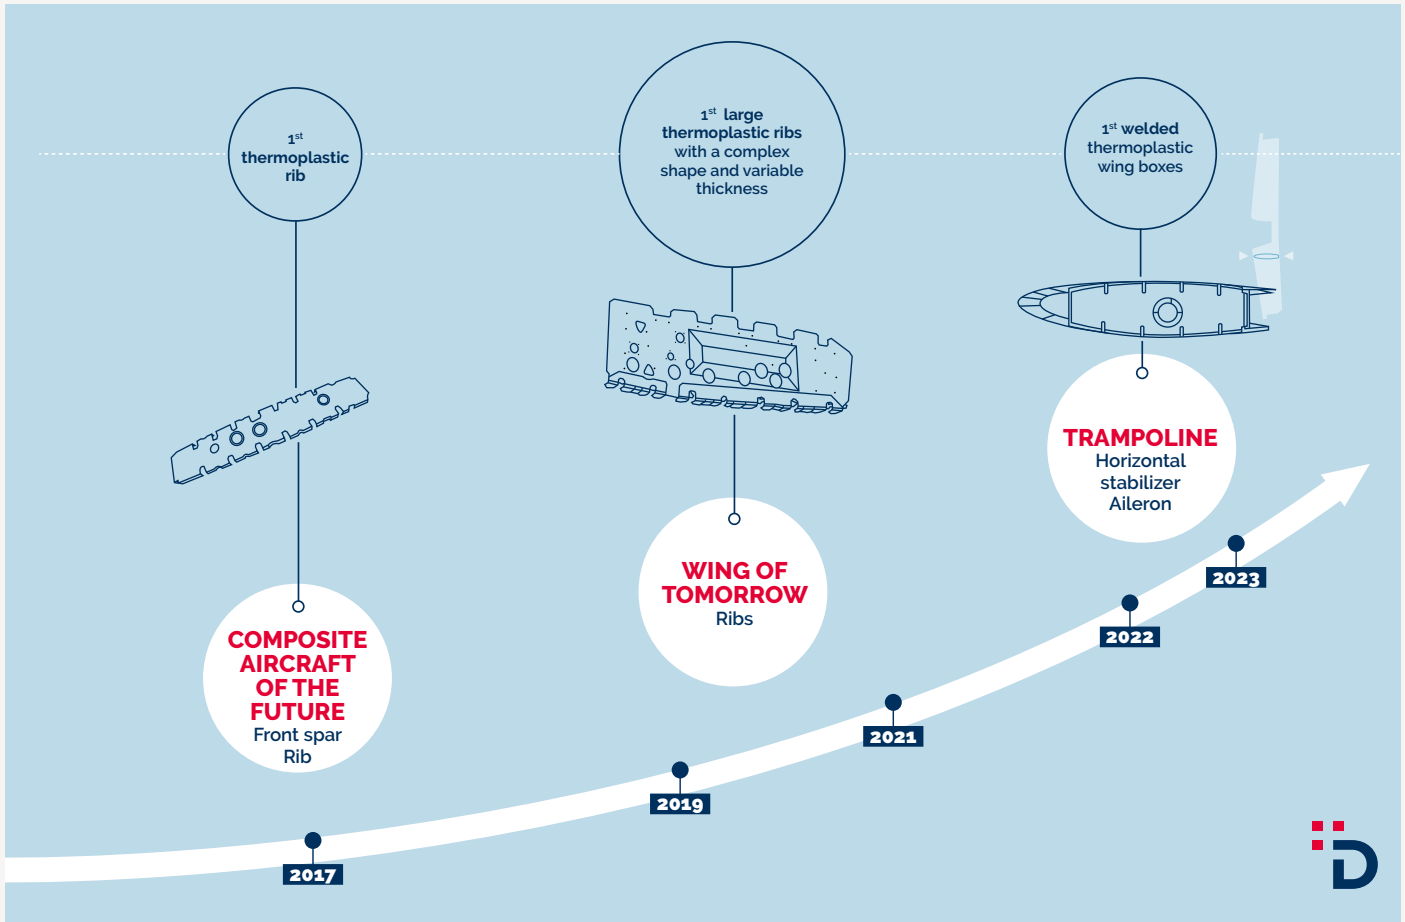 1st
thermoplastic
rib
1st large
thermoplastic ribs
with a complex
shape and variable
thickness
1st welded
thermoplastic
wing boxes
COMPOSITE
AIRCRAFT
OF THE
FUTURE
Front spar
Rib
WING OF
TOMORROW
Ribs
TRAMPOLINE
Horizontal
stabilizer
Aileron
2017
2019
2021
2022
2023
D